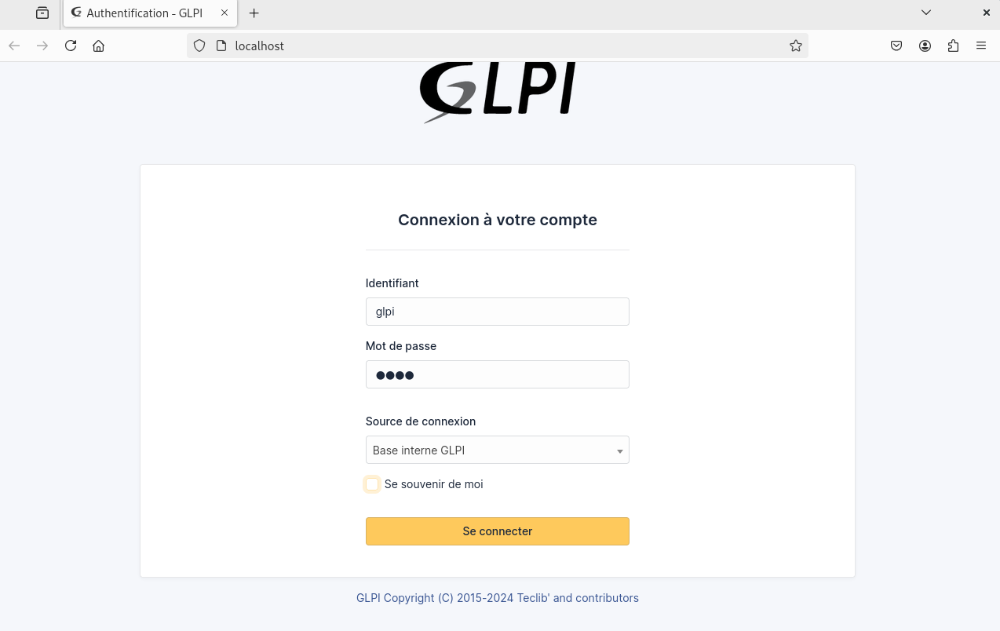 Authentification - GLPI
localhost
GLPI
Connexion à votre compte
Identifiant
glpi
Mot de passe
●●●●
Source de connexion
Base interne GLPI
Se souvenir de moi
Se connecter
GLPI Copyright (C) 2015-2024 Teclib' and contributors